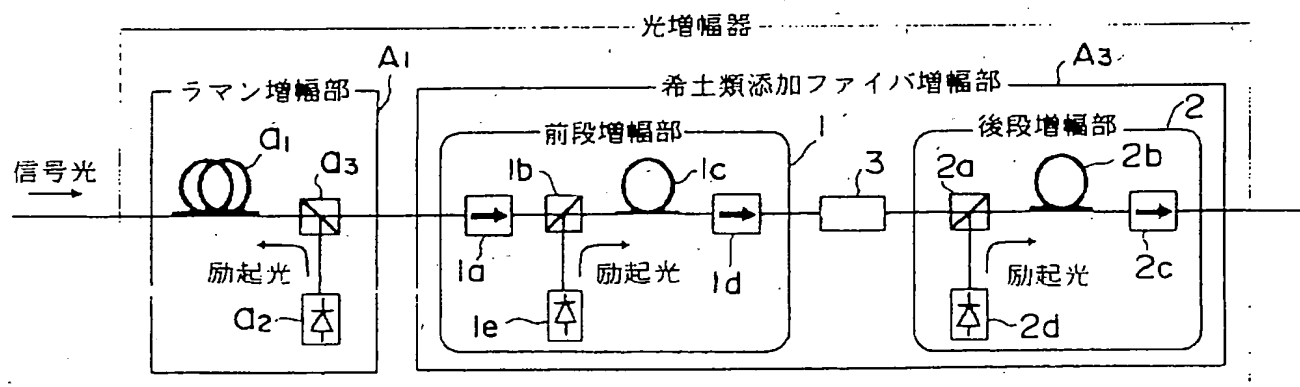 光増幅器
A1
A3
ラマン増幅部
希土類添加ファイバ増幅部
前段増幅部
1
後段増幅部
2
信号光
a1
a3
1b
1c
3
2a
2b
1a
1d
2c
励起光
励起光
励起光
a2
1e
2d